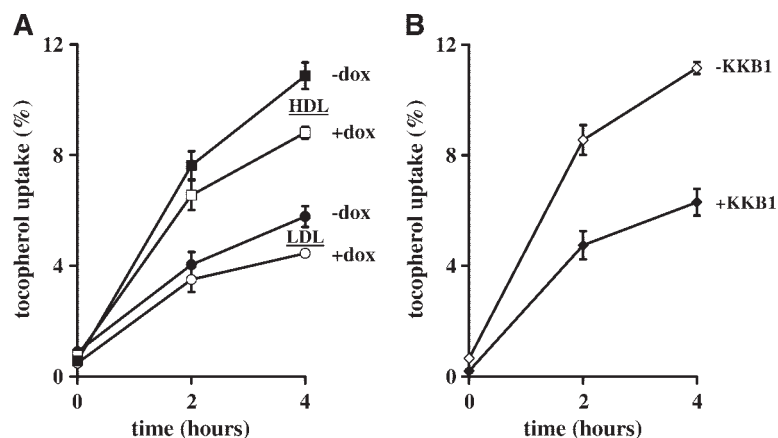 A
tocopherol uptake (%)
12
8
4
0
0
2
4
time (hours)
-dox
HDL
+dox
-dox
LDL
+dox
B
tocopherol uptake (%)
12
8
4
0
0
2
4
time (hours)
-KKB1
+KKB1